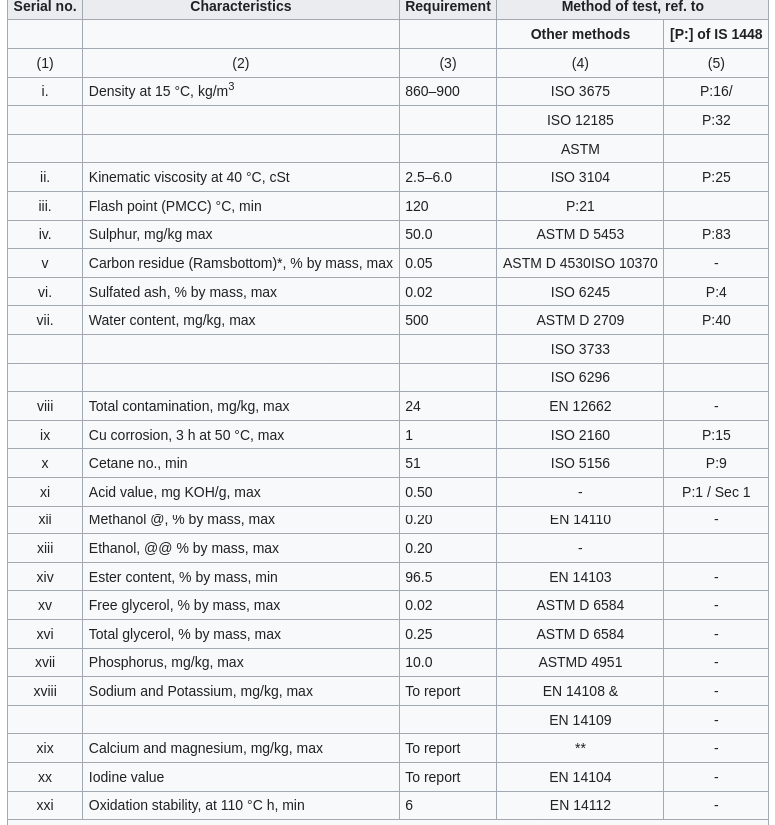 Serial no. Characteristics Requirement Method of test, ref. to
Other methods [P:] of IS 1448
(1) (2) (3) (4) (5)
i. Density at 15 °C, kg/m³ 860–900 ISO 3675 P:16/
ISO 12185 P:32
ASTM
ii. Kinematic viscosity at 40 °C, cSt 2.5–6.0 ISO 3104 P:25
iii. Flash point (PMCC) °C, min 120 P:21
iv. Sulphur, mg/kg max 50.0 ASTM D 5453 P:83
v Carbon residue (Ramsbottom)*, % by mass, max 0.05 ASTM D 4530ISO 10370 -
vi. Sulfated ash, % by mass, max 0.02 ISO 6245 P:4
vii. Water content, mg/kg, max 500 ASTM D 2709 P:40
ISO 3733
ISO 6296
viii Total contamination, mg/kg, max 24 EN 12662 -
ix Cu corrosion, 3 h at 50 °C, max 1 ISO 2160 P:15
x Cetane no., min 51 ISO 5156 P:9
xi Acid value, mg KOH/g, max 0.50 - P:1 / Sec 1
xii Methanol @, % by mass, max 0.20 EN 14110 -
xiii Ethanol, @@ % by mass, max 0.20 -
xiv Ester content, % by mass, min 96.5 EN 14103 -
xv Free glycerol, % by mass, max 0.02 ASTM D 6584 -
xvi Total glycerol, % by mass, max 0.25 ASTM D 6584 -
xvii Phosphorus, mg/kg, max 10.0 ASTMD 4951 -
xviii Sodium and Potassium, mg/kg, max To report EN 14108 & -
EN 14109 -
xix Calcium and magnesium, mg/kg, max To report ** -
xx Iodine value To report EN 14104 -
xxi Oxidation stability, at 110 °C h, min 6 EN 14112 -